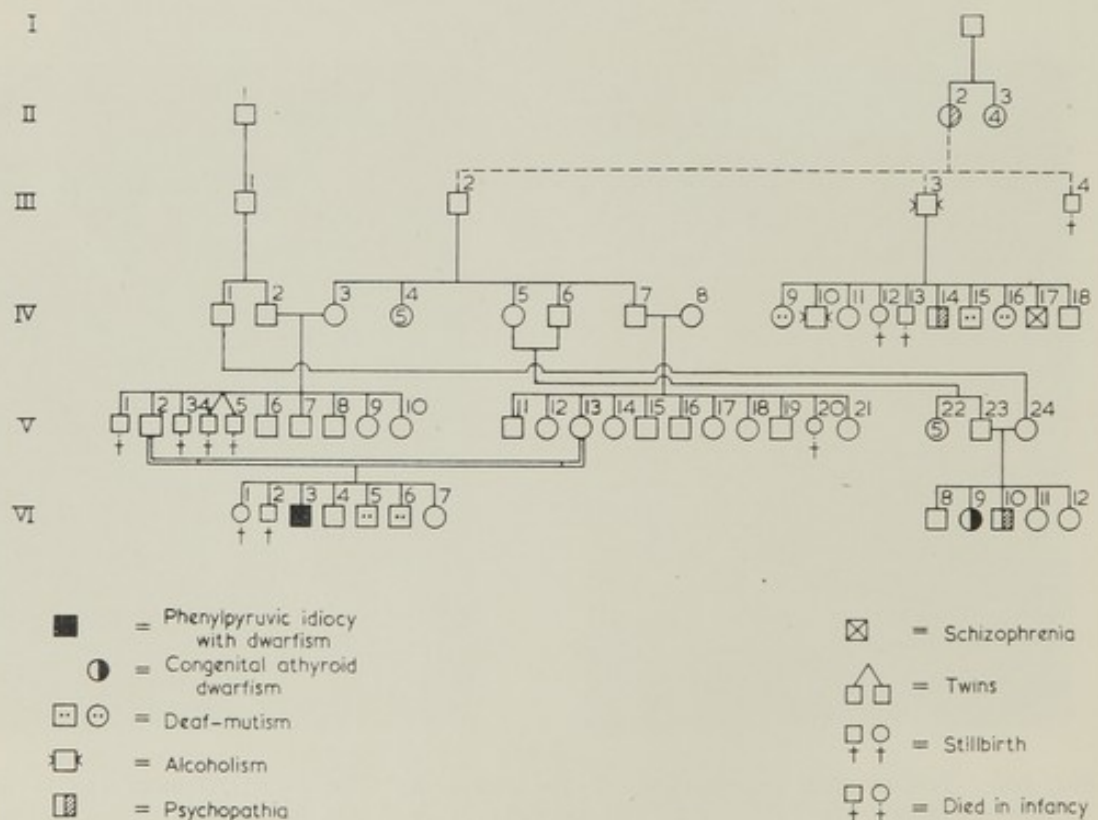 I
II
2 3
4
III
1 2 3 4
IV
1 2 3 4 5 6 7 8 9 10 11 12 13 14 15 16 17 18
5
V
1 2 3 4 5 6 7 8 9 10 11 12 13 14 15 16 17 18 19 20 21 22 23 24
5
VI
1 2 3 4 5 6 7 8 9 10 11 12
= Phenylpyruvic idiocy
with dwarfism
= Congenital athyroid
dwarfism
= Deaf-mutism
= Alcoholism
= Psychopathia
= Schizophrenia
= Twins
= Stillbirth
= Died in infancy